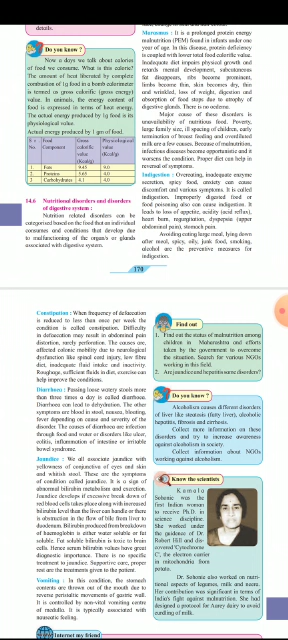 details.
Do you know ?
Now a days we talk about calories
of food we consume. What is this calorie?
The amount of heat liberated by complete
combustion of 1g food in a bomb calorimeter
is termed as gross calorific (gross energy)
value. In animals, the energy content of
food is expressed in terms of heat energy.
The actual energy produced by 1g food is its
physiological value.
Actual energy produced by 1 gm of food.
No. Food Component Gross calorific value (Kcal/g) Physiological value (Kcal/g)
1. Fats 9.45 9.0
2. Proteins 5.65 4.0
3. Carbohydrates 4.1 4.0
14.6 Nutritional disorders and disorders
of digestive system :
Nutrition related disorders can be
categorised based on the food that an individual
consumes and conditions that develop due
to malfunctioning of the organs or glands
associated with digestive system.
Marasmus : It is a prolonged protein energy
malnutrition (PEM) found in infants under one
year of age. In this disease, protein deficiency
is coupled with lower total food calorific value.
Inadequate diet impairs physical growth and
retards mental development, subcutaneous
fat disappears, ribs become prominent,
limbs become thin, skin becomes dry, thin
and wrinkled, loss of weight, digestion and
absorption of food stops due to atrophy of
digestive glands. There is no oedema.
Major cause of these disorders is
unavailability of nutritious food. Poverty,
large family size, ill spacing of children, early
termination of breast feeding and overdiluted
milk are a few causes. Because of malnutrition,
infectious diseases become opportunistic and it
worsens the condition. Proper diet can help in
reversal of symptoms.
Indigestion : Overeating, inadequate enzyme
secretion, spicy food, anxiety can cause
discomfort and various symptoms. It is called
indigestion. Improperly digested food or
food poisoning also can cause indigestion. It
leads to loss of appetite, acidity (acid reflux),
heart burn, regurgitation, dyspepsia (upper
abdominal pain), stomach pain.
Avoiding eating large meal, lying down
after meal, spicy, oily, junk food, smoking,
alcohol are the preventive measures for
indigestion.
170
Constipation : When frequency of defaecation
is reduced to less than once per week the
condition is called constipation. Difficulty
in defaecation may result in abdominal pain
distortion, rarely perforation. The causes are,
affected colonic mobility due to neurological
dysfunction like spinal cord injury, low fibre
diet, inadequate fluid intake and inactivity.
Roughage, sufficient fluids in diet, exercise can
help improve the conditions.
Diarrhoea : Passing loose watery stools more
than three times a day is called diarrhoea.
Diarrhoea can lead to dehydration. The other
symptoms are blood in stool, nausea, bloating,
fever depending on cause and severity of the
disorder. The causes of diarrhoea are infection
through food and water or disorders like ulcer,
colitis, inflammation of intestine or irritable
bowel syndrome.
Jaundice : We all associate jaundice with
yellowness of conjunctiva of eyes and skin
and whitish stool. These are the symptoms
of condition called jaundice. It is a sign of
abnormal bilirubin metabolism and excretion.
Jaundice develops if excessive break down of
red blood cells takes place along with increased
bilirubin level than the liver can handle or there
is obstruction in the flow of bile from liver to
duodenum. Bilirubin produced from breakdown
of haemoglobin is either water soluble or fat
soluble. Fat soluble bilirubin is toxic to brain
cells. Hence serum bilirubin values have great
diagnostic importance. There is no specific
treatment to jaundice. Supportive care, proper
rest are the treatments given to the patient.
Vomiting : In this condition, the stomach
contents are thrown out of the mouth due to
reverse peristaltic movements of gastric wall.
It is controlled by non-vital vomiting centre
of medulla. It is typically associated with
nauseatic feeling.
Internet my friend
Find out
1. Find out the status of malnutrition among
children in Maharashtra and efforts
taken by the government to overcome
the situation. Search for various NGOs
working in this field.
2. Are jaundice and hepatitis same disorders?
Do you know ?
Alcoholism causes different disorders
of liver like steatosis (fatty liver), alcoholic
hepatitis, fibrosis and cirrhosis.
Collect more information on these
disorders and try to increase awareness
against alcoholism in society.
Collect information about NGO
working against alcoholism.
Know the scientists
Kamala
Sohonie was the
first Indian woman
to receive Ph.D. in
science discipline.
She worked under
the guidance of Dr.
Robert Hill and dis-
covered 'Cytochrome
C', the electron carrier
in mitochondria from
potato.
Dr. Sohonie also worked on nutri-
tional aspects of legumes, milk and neera.
Her contribution was significant in terms of
India's fight against malnutrition. She had
designed a protocol for Aarey dairy to avoid
curdling of milk.